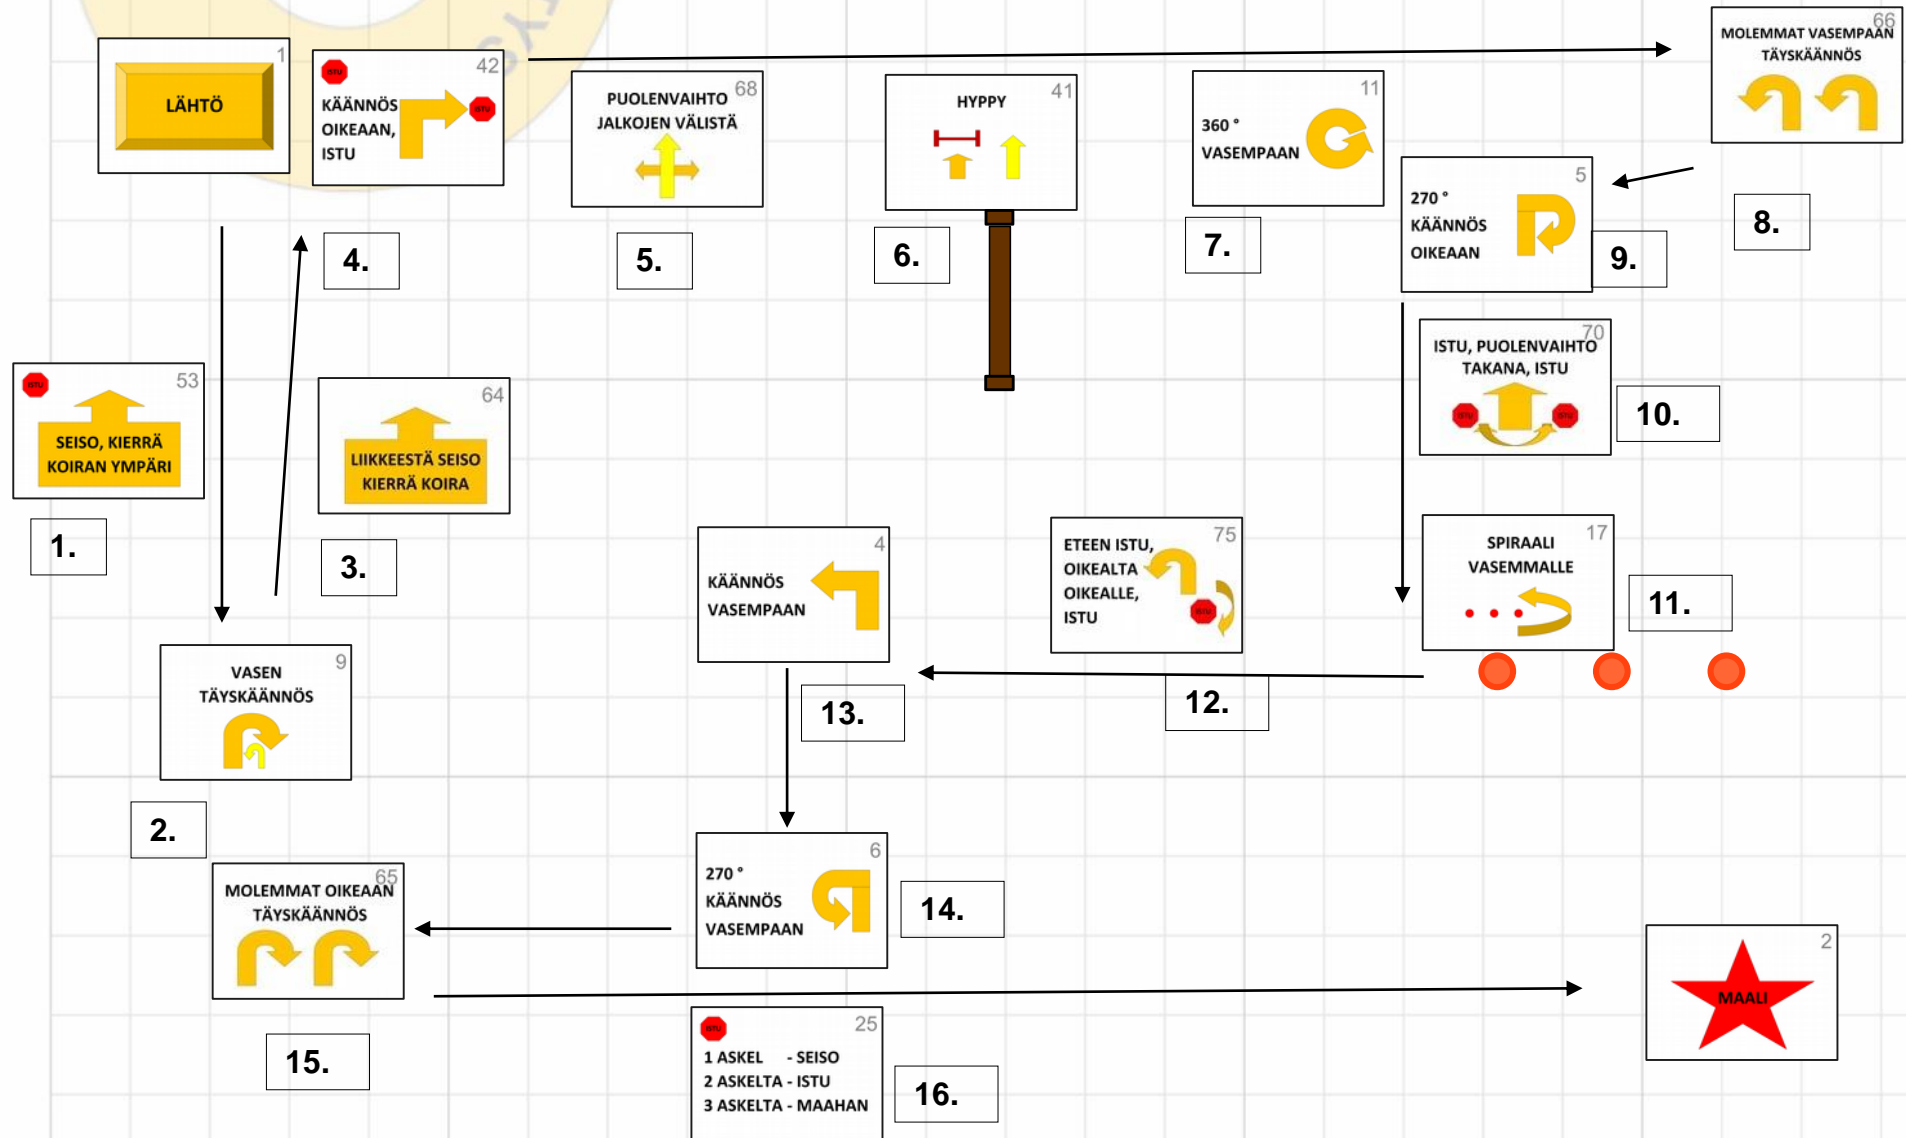 TYS
1
LÄHTÖ
ISTU
42
KÄÄNNÖS
OIKEAAN,
ISTU
ISTU
4.
68
PUOLENVAIHTO
JALKOJEN VÄLISTÄ
5.
41
HYPPY
6.
11
360 °
VASEMPAAN
7.
66
MOLEMMAT VASEMPAAN
TÄYSKÄÄNNÖS
8.
5
270 °
KÄÄNNÖS
OIKEAAN
9.
70
ISTU, PUOLENVAIHTO
TAKANA, ISTU
ISTU
ISTU
10.
ISTU
53
SEISO, KIERRÄ
KOIRAN YMPÄRI
1.
64
LIIKKEESTÄ SEISO
KIERRÄ KOIRA
3.
4
KÄÄNNÖS
VASEMPAAN
13.
75
ETEEN ISTU,
OIKEALTA
OIKEALLE,
ISTU
ISTU
12.
17
SPIRAALI
VASEMMALLE
11.
9
VASEN
TÄYSKÄÄNNÖS
2.
65
MOLEMMAT OIKEAAN
TÄYSKÄÄNNÖS
15.
6
270 °
KÄÄNNÖS
VASEMPAAN
14.
ISTU
25
1 ASKEL - SEISO
2 ASKELTA - ISTU
3 ASKELTA - MAAHAN
16.
2
MAALI